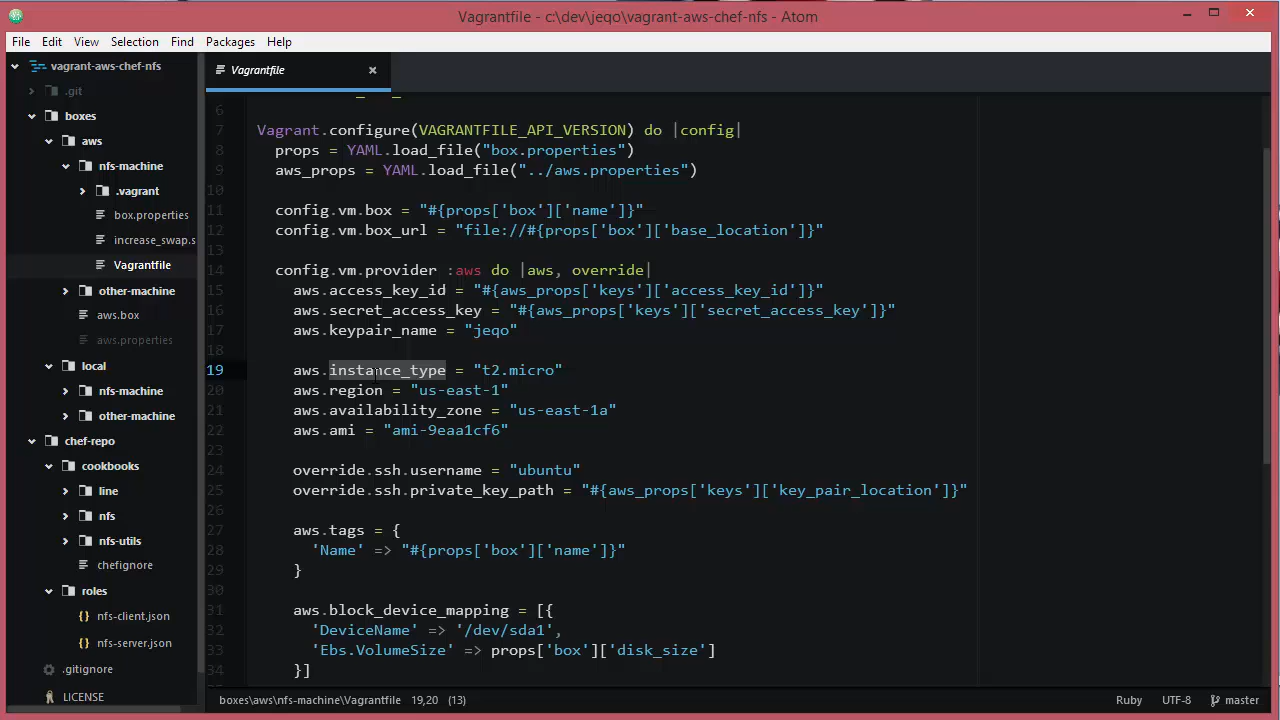 Vagrantfile - c:\dev\jeqo\vagrant-aws-chef-nfs - Atom
File Edit View Selection Find Packages Help
vagrant-aws-chef-nfs
.git
boxes
aws
nfs-machine
.vagrant
box.properties
increase_swap.s
Vagrantfile
other-machine
aws.box
aws.properties
local
nfs-machine
other-machine
chef-repo
cookbooks
line
nfs
nfs-utils
chefignore
roles
nfs-client.json
nfs-server.json
.gitignore
LICENSE
Vagrantfile
6
7 Vagrant.configure(VAGRANTFILE_API_VERSION) do |config|
8 props = YAML.load_file("box.properties")
9 aws_props = YAML.load_file("../aws.properties")
10
11 config.vm.box = "#{props['box']['name']}"
12 config.vm.box_url = "file://#{props['box']['base_location']}"
13
14 config.vm.provider :aws do |aws, override|
15 aws.access_key_id = "#{aws_props['keys']['access_key_id']}"
16 aws.secret_access_key = "#{aws_props['keys']['secret_access_key']}"
17 aws.keypair_name = "jeqo"
18
19 aws.instance_type = "t2.micro"
20 aws.region = "us-east-1"
21 aws.availability_zone = "us-east-1a"
22 aws.ami = "ami-9eaa1cf6"
23
24 override.ssh.username = "ubuntu"
25 override.ssh.private_key_path = "#{aws_props['keys']['key_pair_location']}"
26
27 aws.tags = {
28 'Name' => "#{props['box']['name']}"
29 }
30
31 aws.block_device_mapping = [{
32 'DeviceName' => '/dev/sda1',
33 'Ebs.VolumeSize' => props['box']['disk_size']
34 }]
boxes\aws\nfs-machine\Vagrantfile 19,20 (13) Ruby UTF-8 master